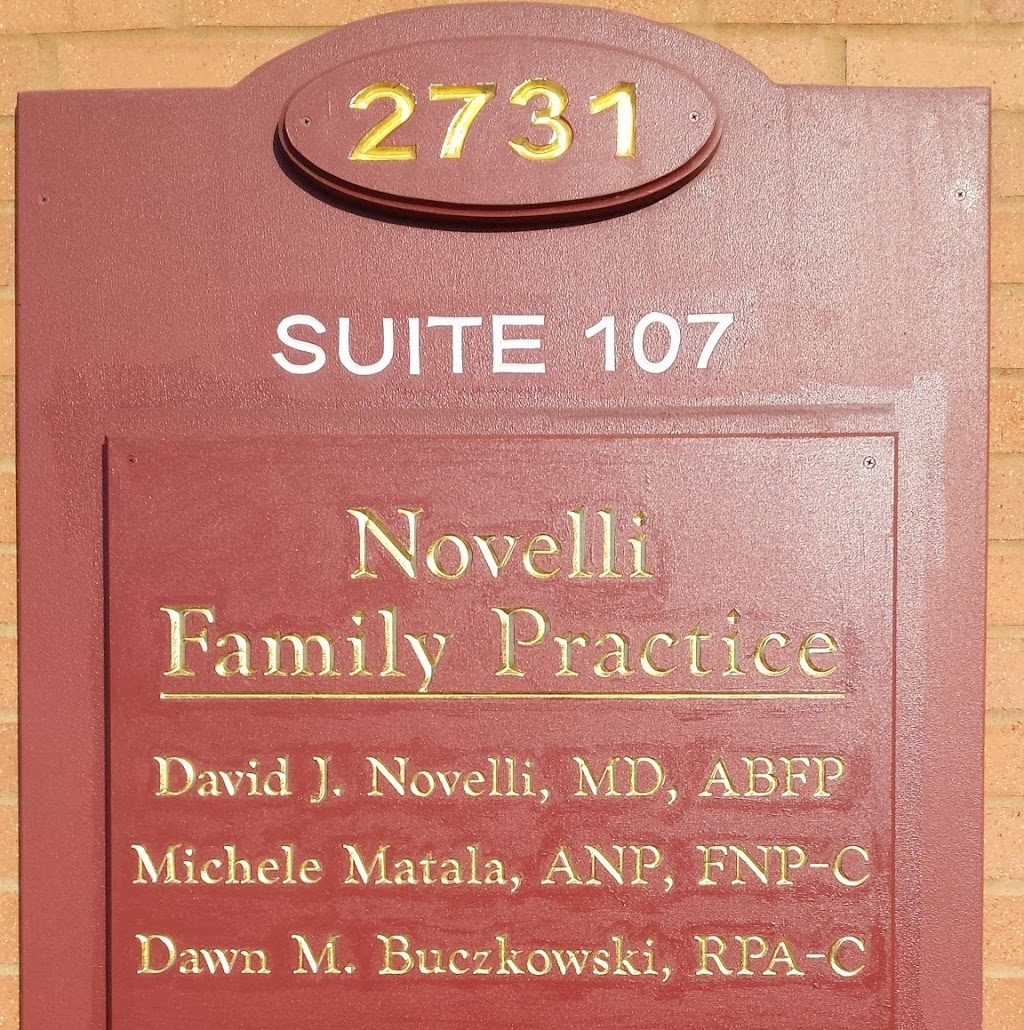 2731
SUITE 107
Novelli
Family Practice
David J. Novelli, MD, ABFP
Michele Matala, ANP, FNP-C
Dawn M. Buczkowski, RPA-C